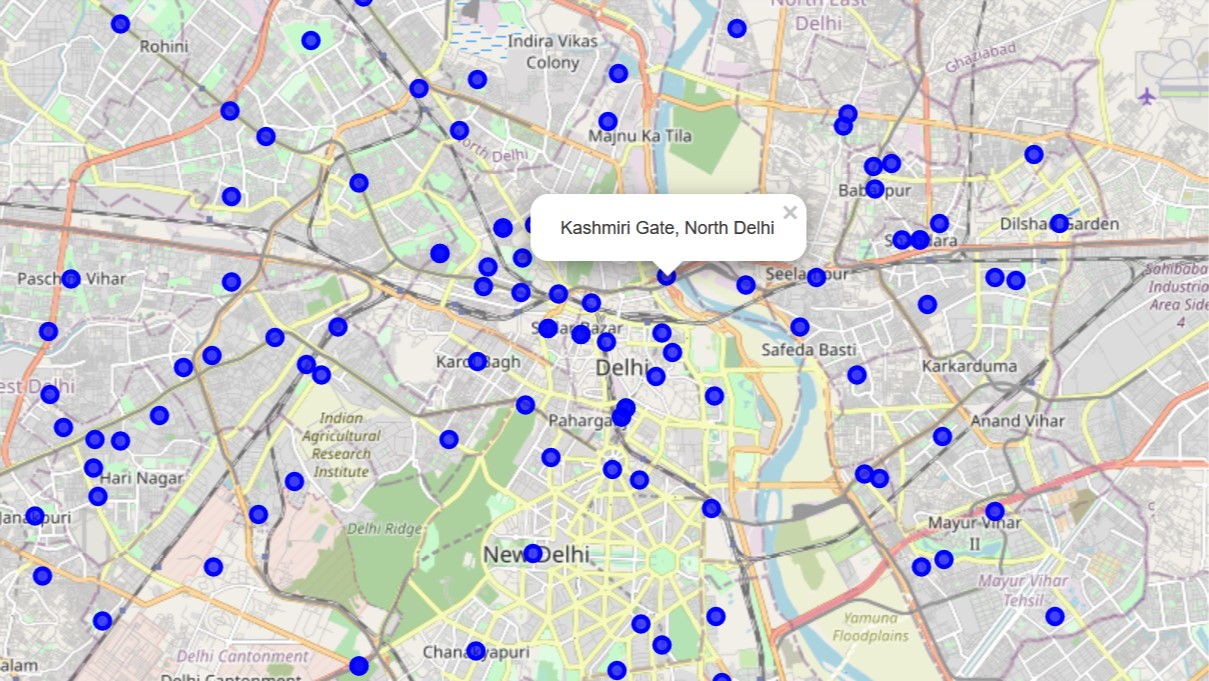 North East
Delhi
Rohini
Indira Vikas
Colony
Ghaziabad
Majnu Ka Tila
North Delhi
Kashmiri Gate, North Delhi
×
Dilshad Garden
Paschim Vihar
Seelampur
Sahibabad
Industrial
Area Side
4
Sadar Bazar
Safeda Basti
Karol Bagh
Delhi
Karkarduma
est Delhi
Indian
Agricultural
Research
Institute
Anand Vihar
Hari Nagar
Delhi Ridge
Mayur Vihar
II
New Delhi
Mayur Vihar
Tehsil
Yamuna
Floodplains
Chanakyapuri
Delhi Cantonment
alam
Delhi Cantonment